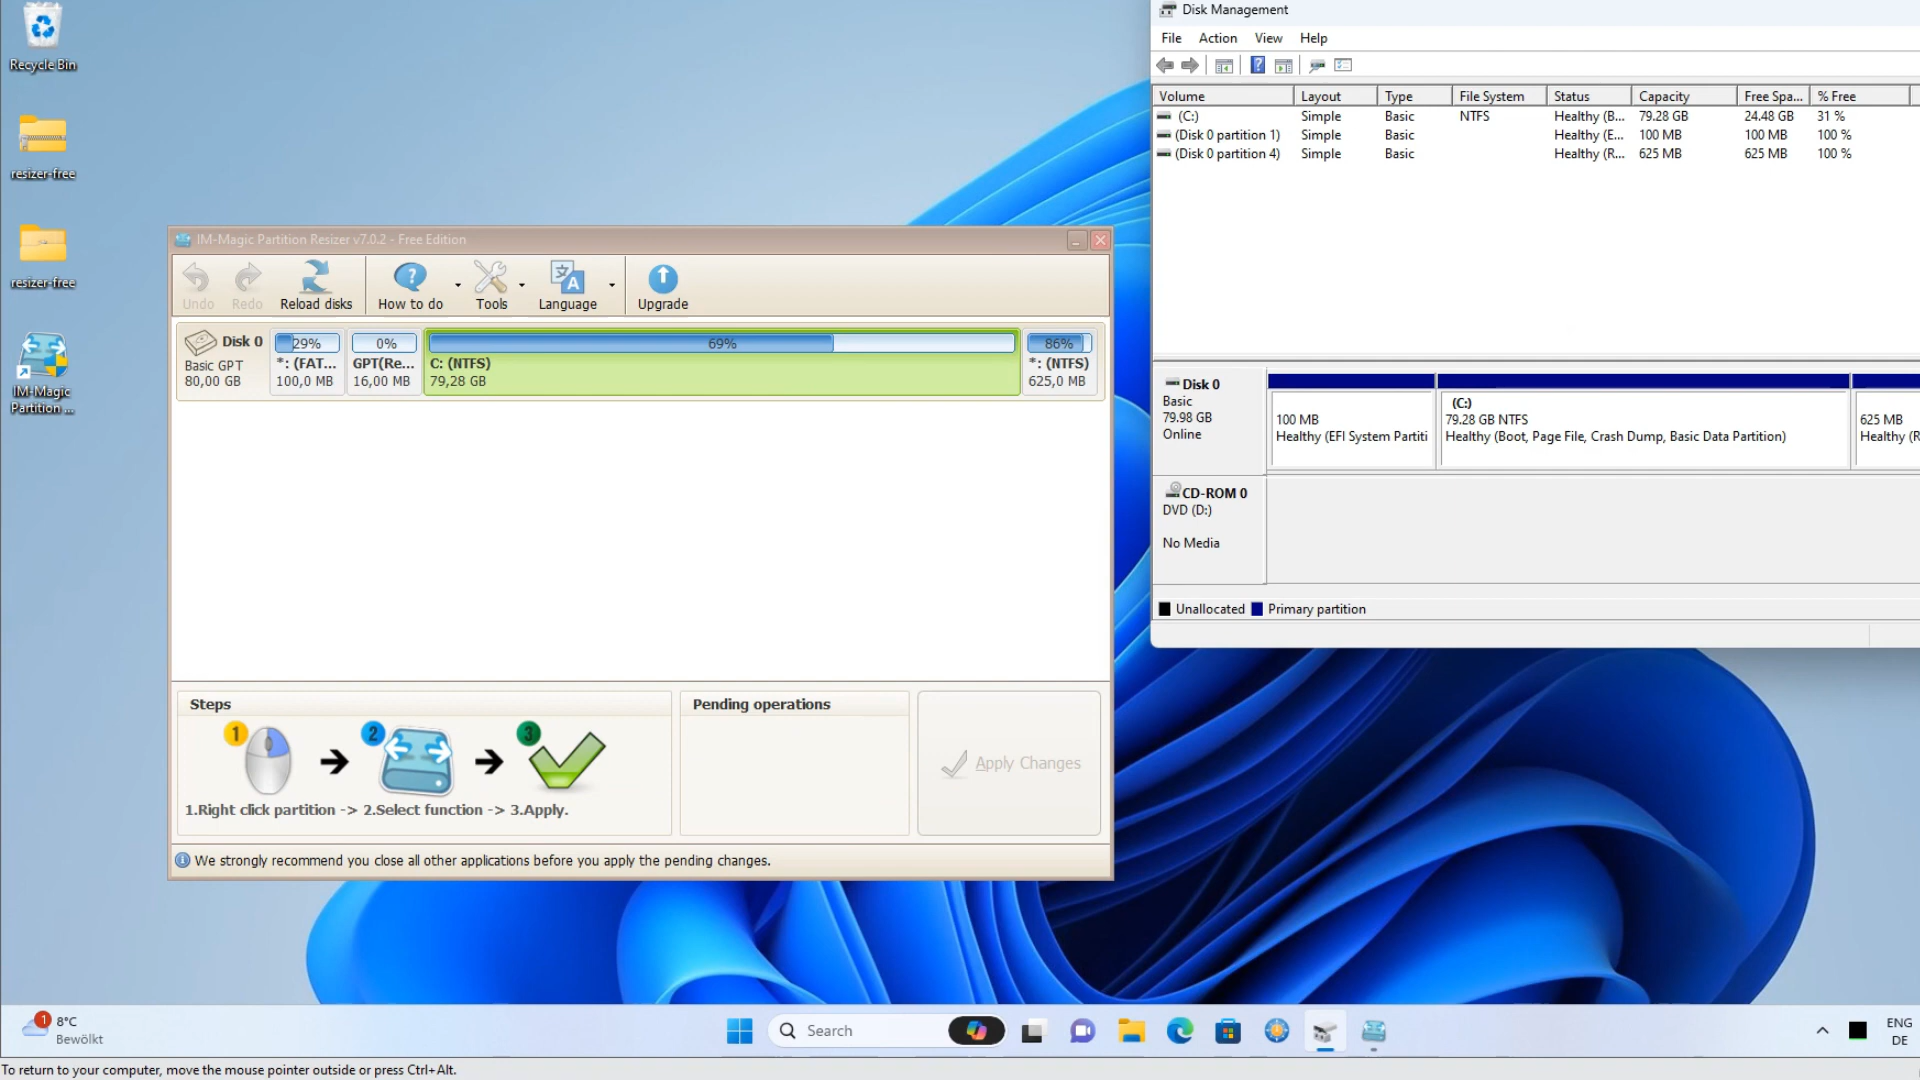 Recycle Bin
resizer-free
resizer-free
IM-Magic
Partition ...
IM-Magic Partition Resizer v7.0.2 - Free Edition
Undo
Redo
Reload disks
How to do
Tools
Language
Upgrade
Disk 0
Basic GPT
80,00 GB
29%
*: (FAT...
100,0 MB
0%
GPT(Re...
16,00 MB
69%
C: (NTFS)
79,28 GB
86%
*: (NTFS)
625,0 MB
Steps
1
2
3
1.Right click partition -> 2.Select function -> 3.Apply.
Pending operations
Apply Changes
We strongly recommend you close all other applications before you apply the pending changes.
Disk Management
File Action View Help
Volume Layout Type File System Status Capacity Free Spa... % Free
(C:) Simple Basic NTFS Healthy (B... 79.28 GB 24.48 GB 31 %
(Disk 0 partition 1) Simple Basic Healthy (E... 100 MB 100 MB 100 %
(Disk 0 partition 4) Simple Basic Healthy (R... 625 MB 625 MB 100 %
Disk 0
Basic
79.98 GB
Online
100 MB
Healthy (EFI System Partiti
(C:)
79.28 GB NTFS
Healthy (Boot, Page File, Crash Dump, Basic Data Partition)
625 MB
Healthy (R
CD-ROM 0
DVD (D:)
No Media
Unallocated Primary partition
1
8°C
Bewölkt
Search
ENG
DE
To return to your computer, move the mouse pointer outside or press Ctrl+Alt.